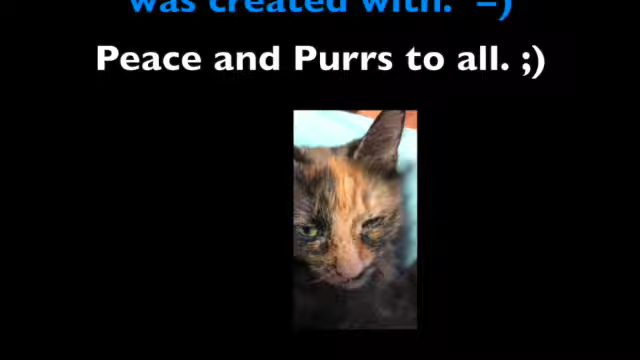 was created with. =)
Peace and Purrs to all. ;)